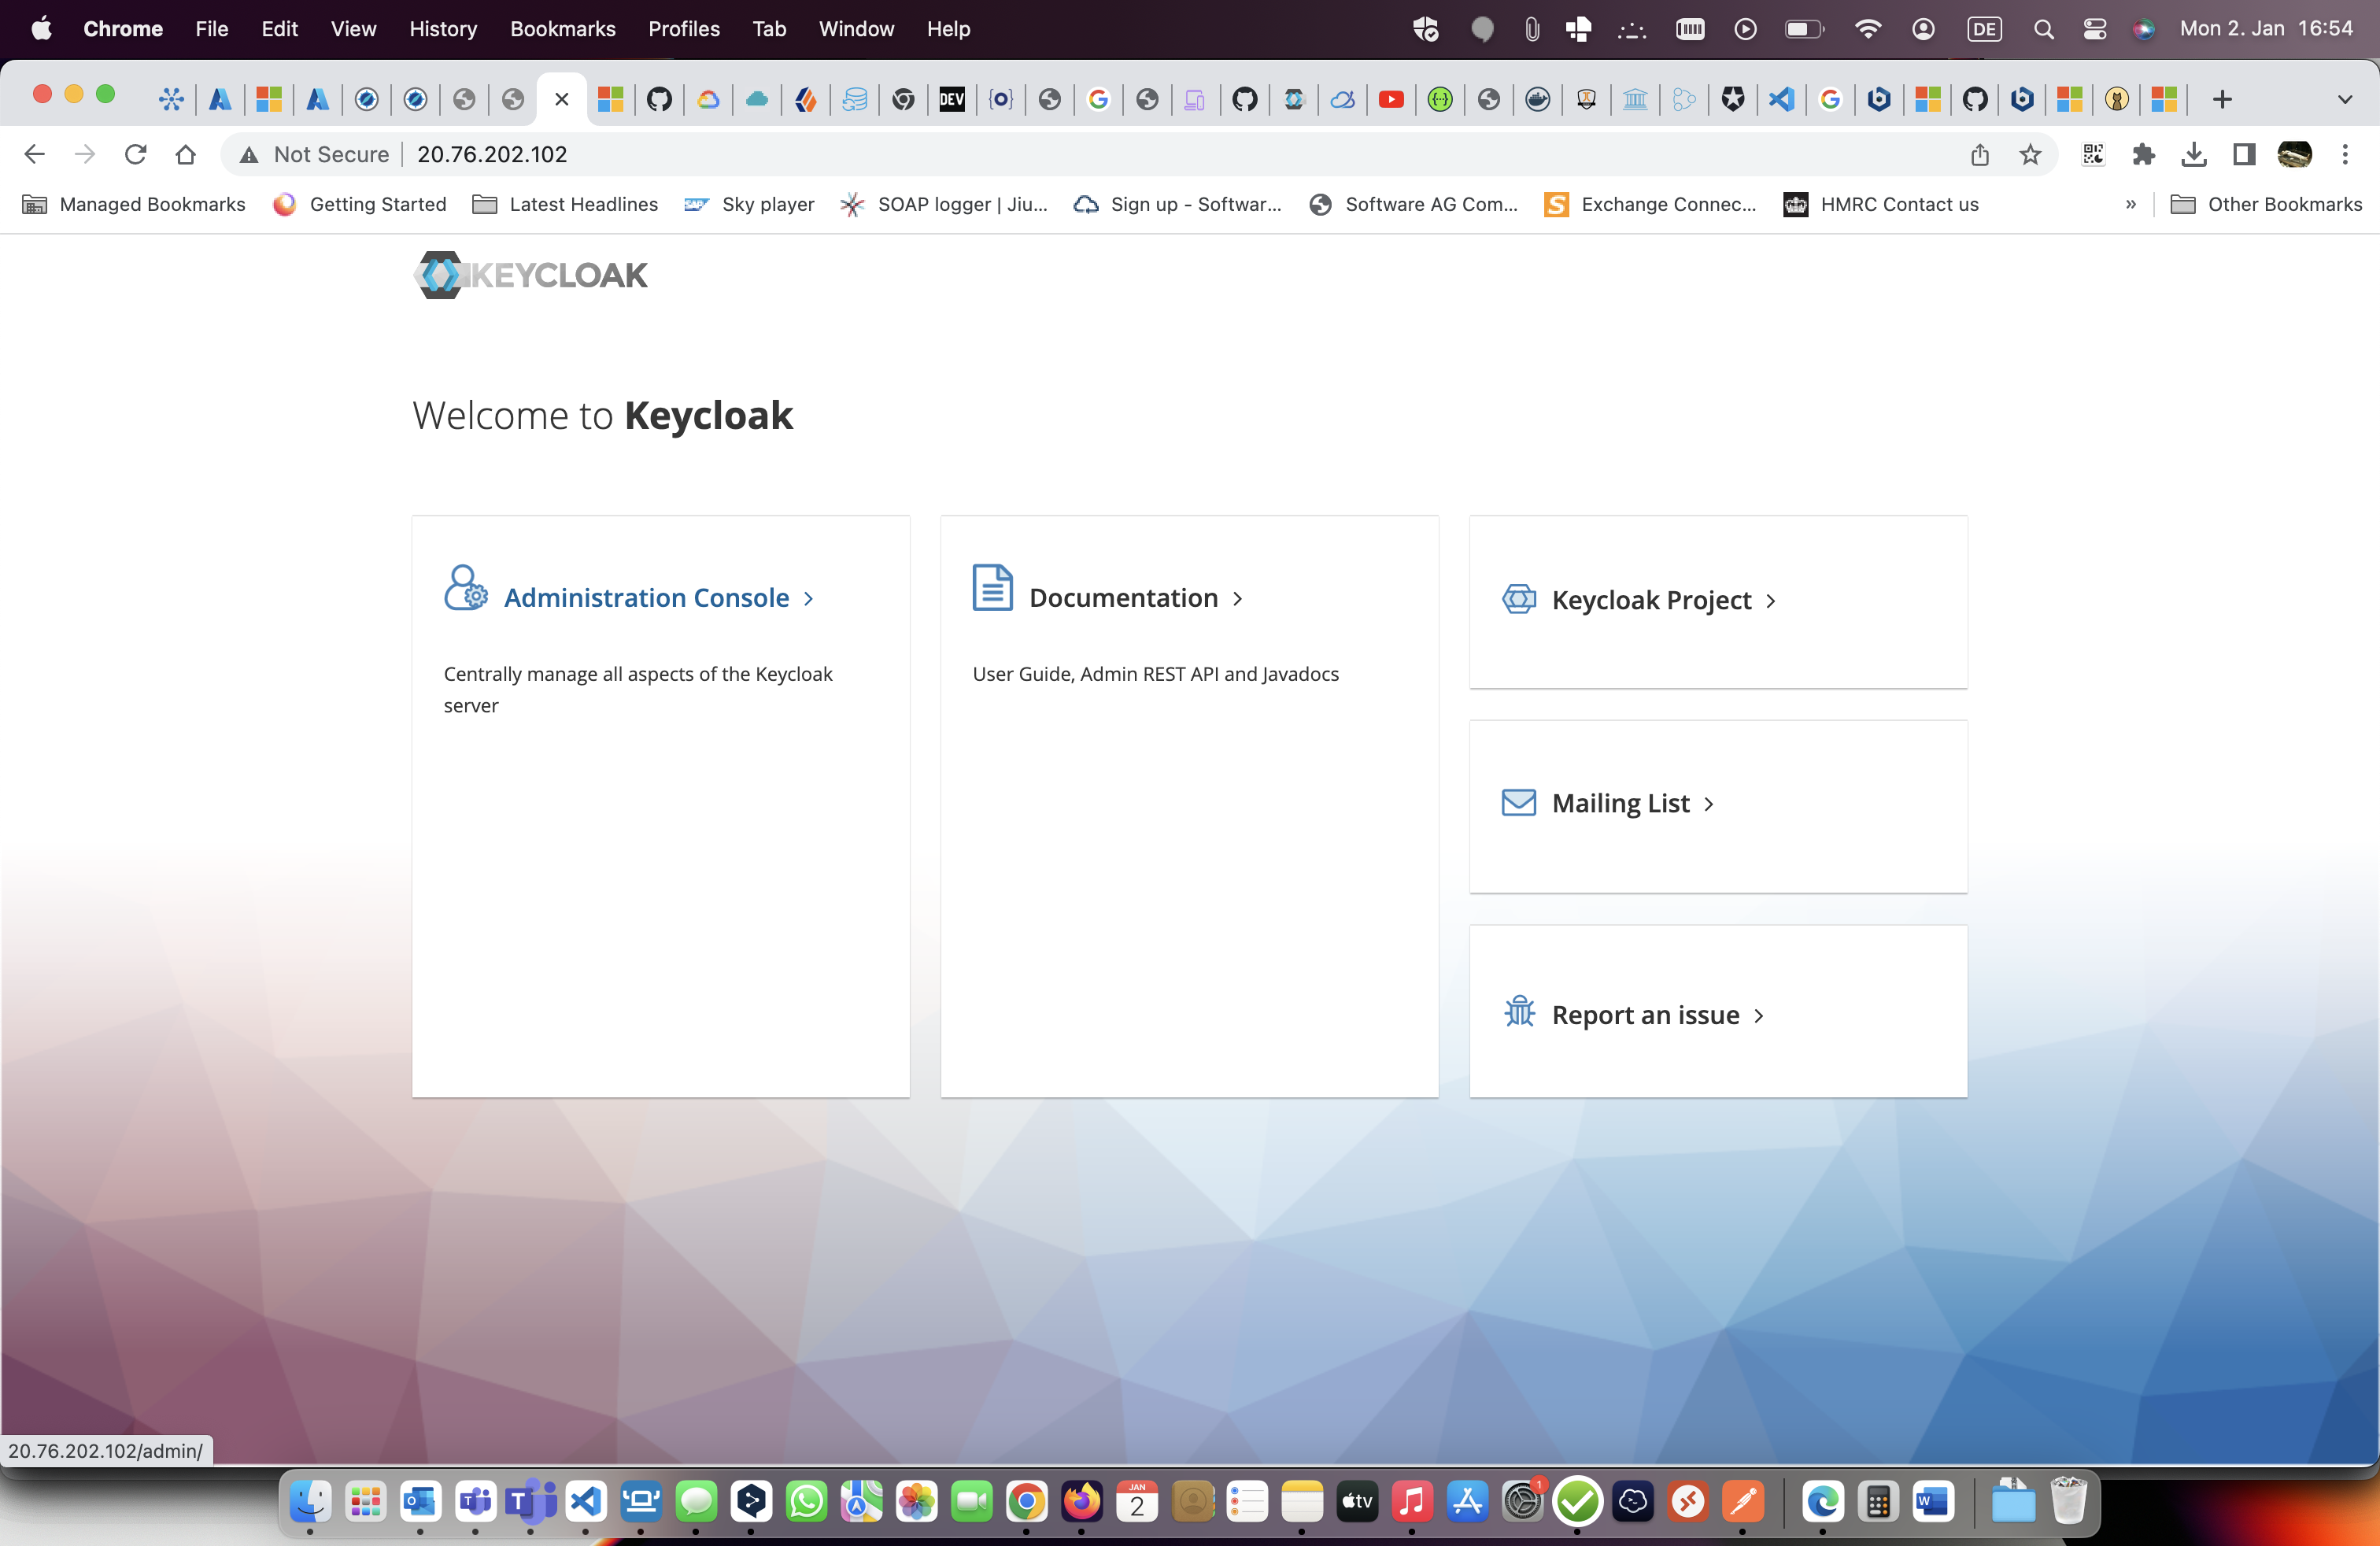 Chrome File Edit View History Bookmarks Profiles Tab Window Help DE Mon 2. Jan 16:54
DEV
Not Secure 20.76.202.102
Managed Bookmarks Getting Started Latest Headlines SAP Sky player SOAP logger | Jiu... Sign up - Softwar... Software AG Com... S Exchange Connec... HMRC Contact us » Other Bookmarks
KEYCLOAK
Welcome to Keycloak
Administration Console
Centrally manage all aspects of the Keycloak
server
Documentation
User Guide, Admin REST API and Javadocs
Keycloak Project
Mailing List
Report an issue
20.76.202.102/admin/
JAN
2
tv
1
W